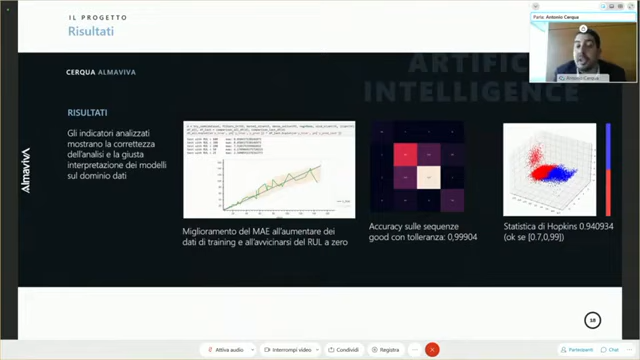 IL PROGETTO
Risultati
Parla: Antonio Cerqua
Antonio Cerqua
ARTIFIC
INTELLIGENCE
CERQUA ALMAVIVA
RISULTATI
Gli indicatori analizzati
mostrano la correttezza
dell'analisi e la giusta
interpretazione dei modelli
sul dominio dati
AlmavivA
Miglioramento del MAE all'aumentare dei
dati di training e all'avvicinarsi del RUL a zero
Accuracy sulle sequenze
good con tolleranza: 0,99904
Statistica di Hopkins 0.940934
(ok se [0.7,0.99])
18
Attiva audio
Interrompi video
Condividi
Registra
Partecipanti
Chat